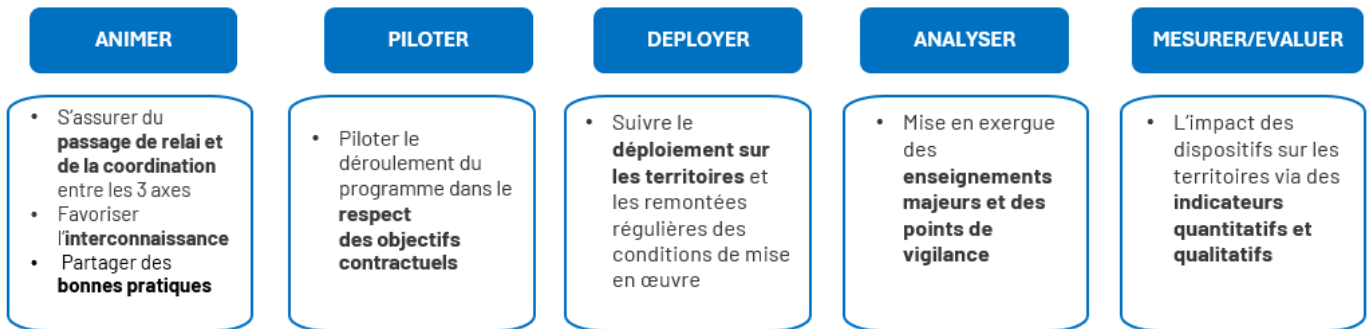 ANIMER
PILOTER
DEPLOYER
ANALYSER
MESURER/EVALUER
• S’assurer du
passage de relai et
de la coordination
entre les 3 axes
• Favoriser
l’interconnaissance
• Partager des
bonnes pratiques
• Piloter le
déroulement du
programme dans le
respect
des objectifs
contractuels
• Suivre le
déploiement sur
les territoires et
les remontées
régulières des
conditions de mise
en œuvre
• Mise en exergue
des
enseignements
majeurs et des
points de
vigilance
• L’impact des
dispositifs sur les
territoires via des
indicateurs
quantitatifs et
qualitatifs